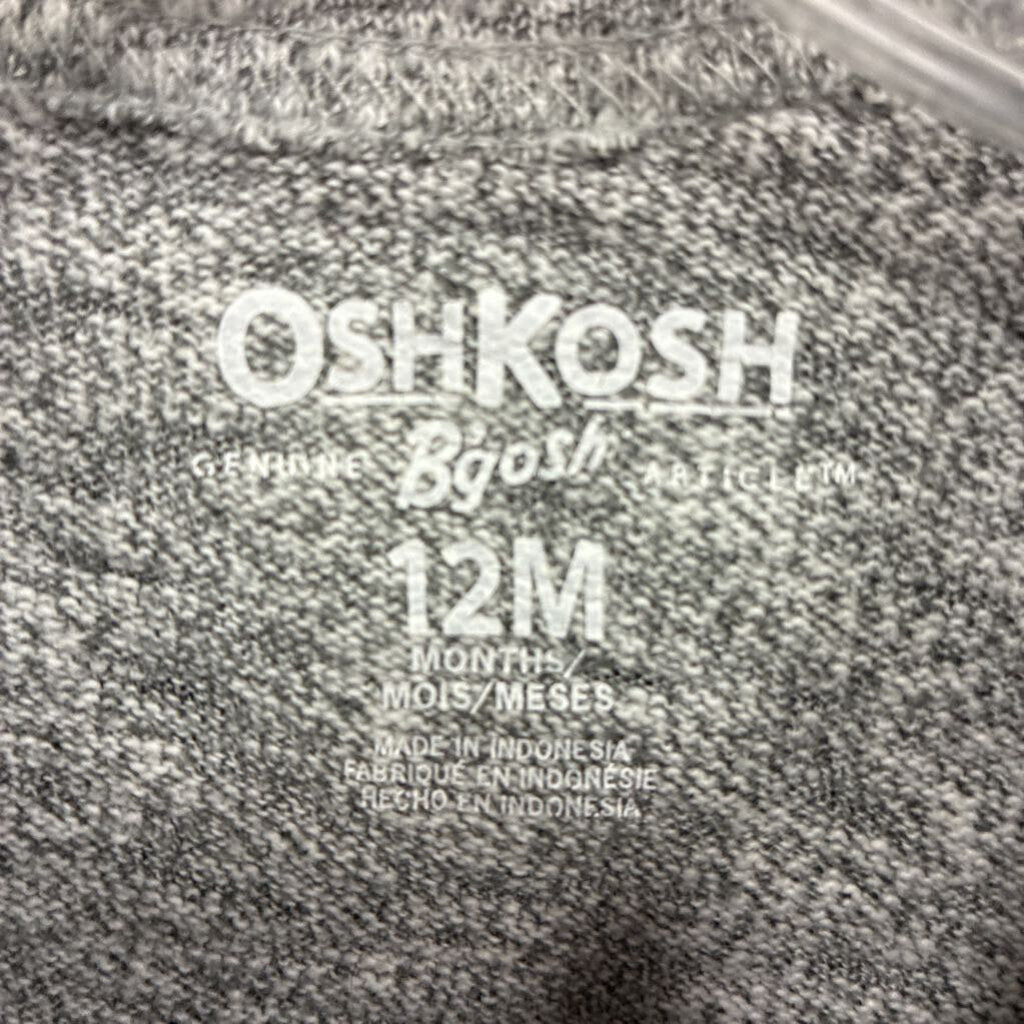 OSHKOSH
GENUINE B'gosh ARTICLE™
12M
MONTHS/
MOIS/MESES
MADE IN INDONESIA
FABRIQUÉ EN INDONÉSIE
HECHO EN INDONESIA